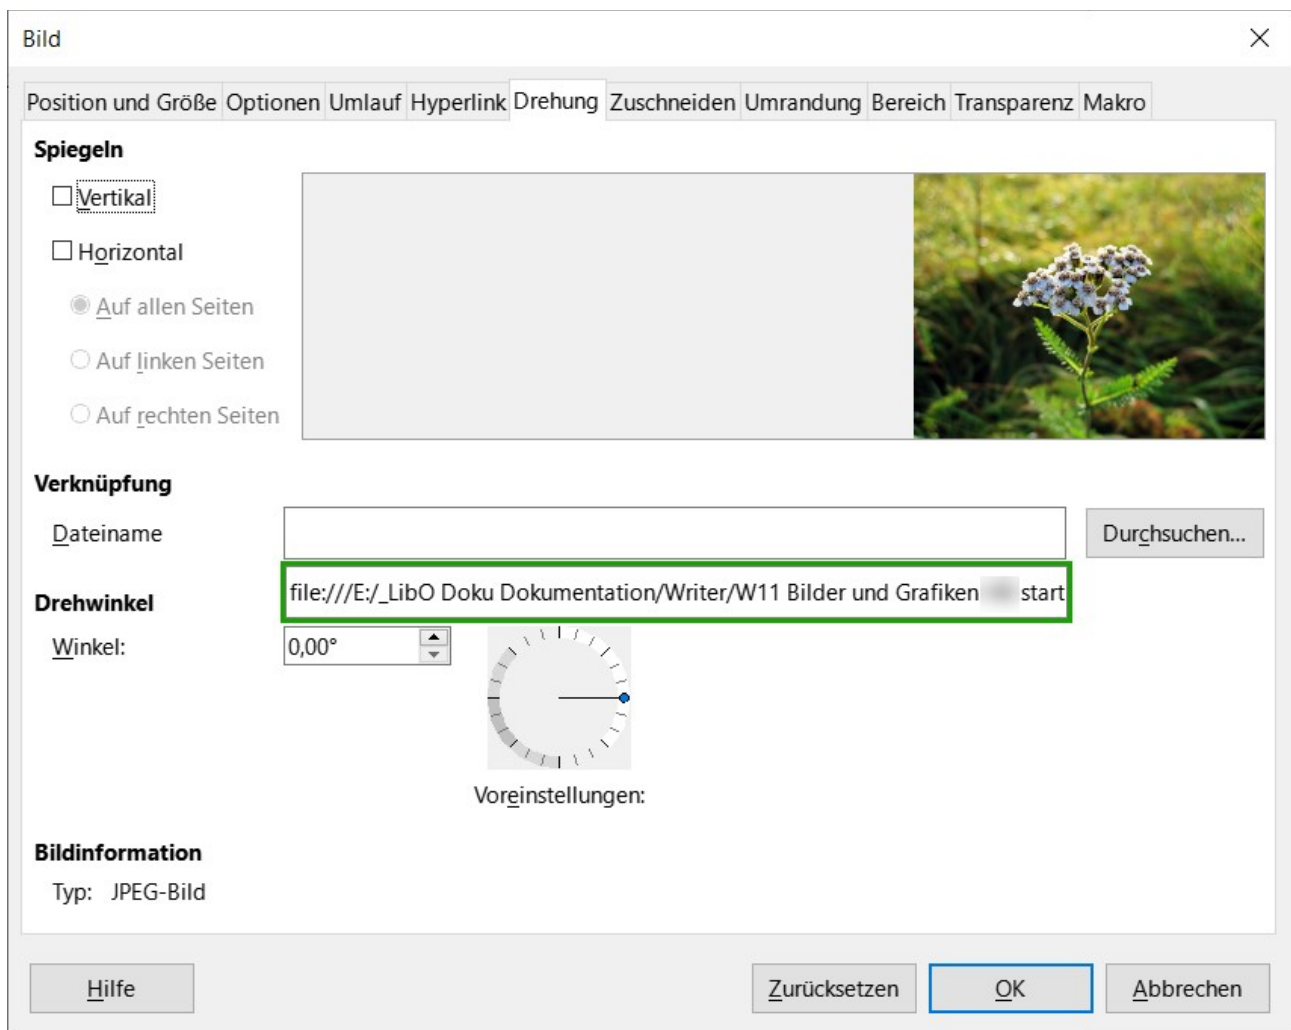 Bild
Position und Größe Optionen Umlauf Hyperlink Drehung Zuschneiden Umrandung Bereich Transparenz Makro
Spiegeln
Vertikal
Horizontal
Auf allen Seiten
Auf linken Seiten
Auf rechten Seiten
Verknüpfung
Dateiname
Durchsuchen...
file:///E:/_LibO Doku Dokumentation/Writer/W11 Bilder und Grafiken start
Drehwinkel
Winkel: 0,00°
Voreinstellungen:
Bildinformation
Typ: JPEG-Bild
Hilfe Zurücksetzen OK Abbrechen